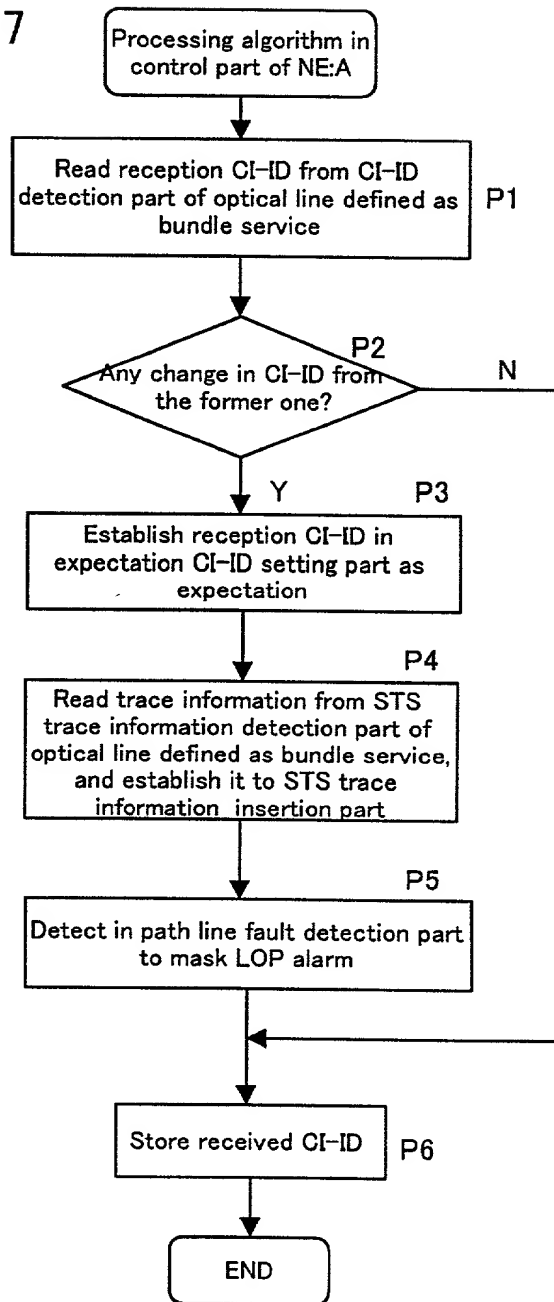 7
Processing algorithm in
control part of NE:A
Read reception CI-ID from CI-ID
detection part of optical line defined as
bundle service
P1
P2
Any change in CI-ID from
the former one?
N
Y
P3
Establish reception CI-ID in
expectation CI-ID setting part as
expectation
P4
Read trace information from STS
trace information detection part of
optical line defined as bundle service,
and establish it to STS trace
information insertion part
P5
Detect in path line fault detection part
to mask LOP alarm
Store received CI-ID
P6
END